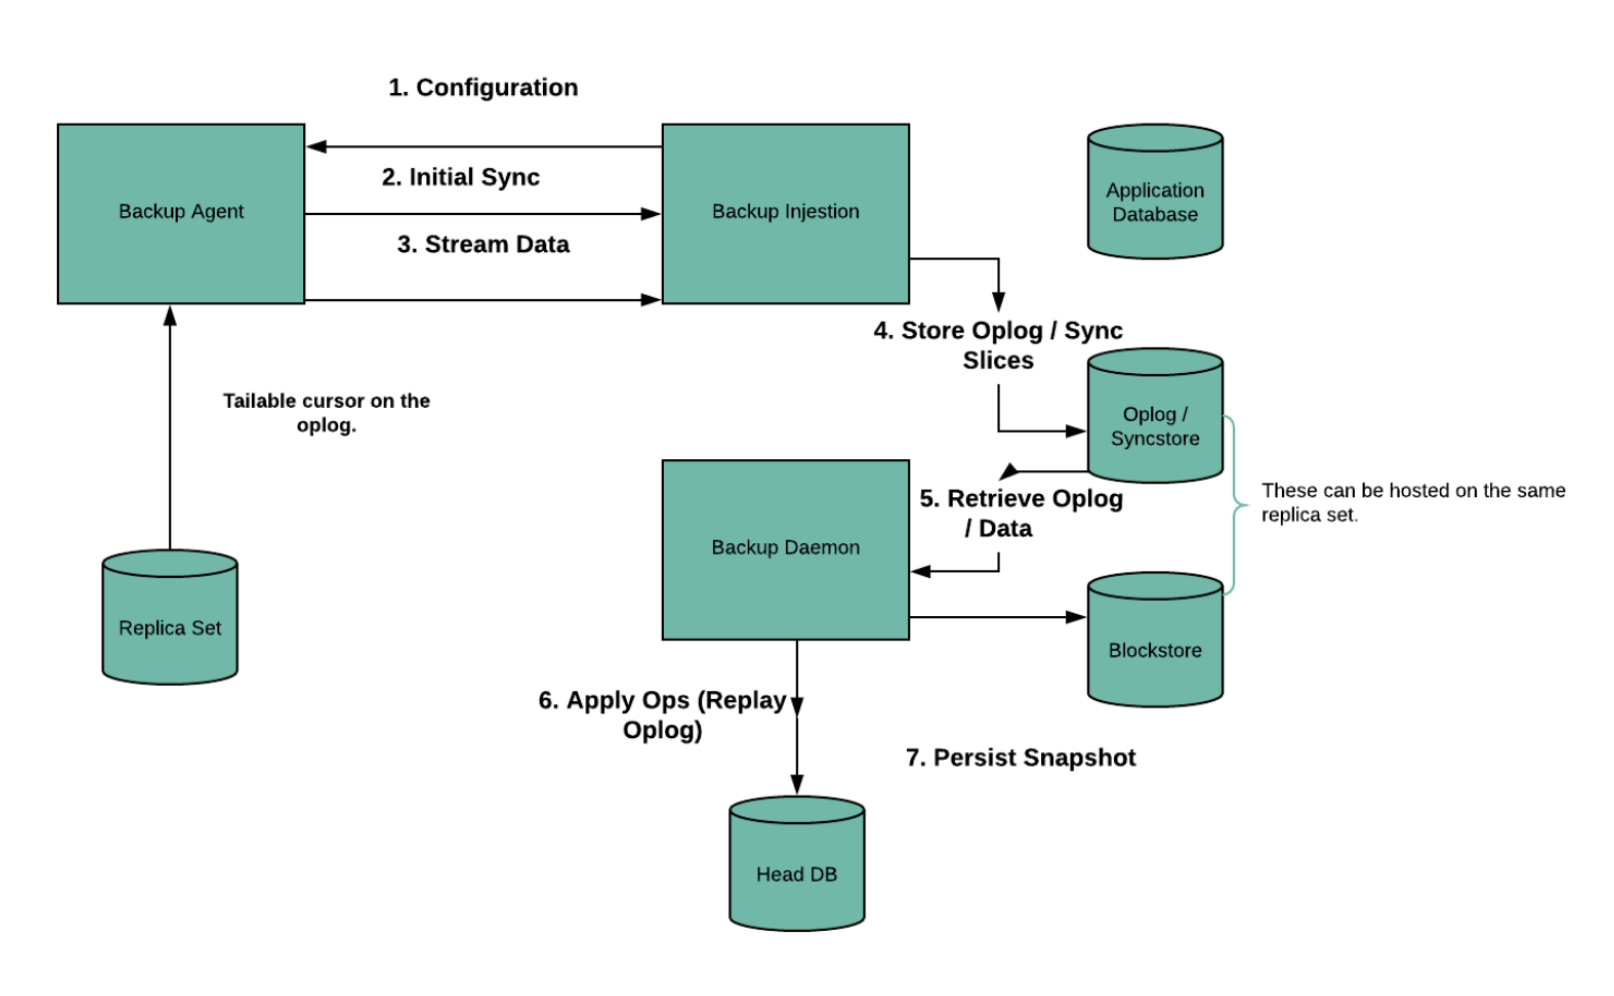 1. Configuration
Backup Agent
2. Initial Sync
3. Stream Data
Backup Injestion
Application
Database
4. Store Oplog / Sync
Slices
Tailable cursor on the
oplog.
Oplog /
Syncstore
5. Retrieve Oplog
/ Data
These can be hosted on the same
replica set.
Backup Daemon
Replica Set
Blockstore
6. Apply Ops (Replay
Oplog)
7. Persist Snapshot
Head DB